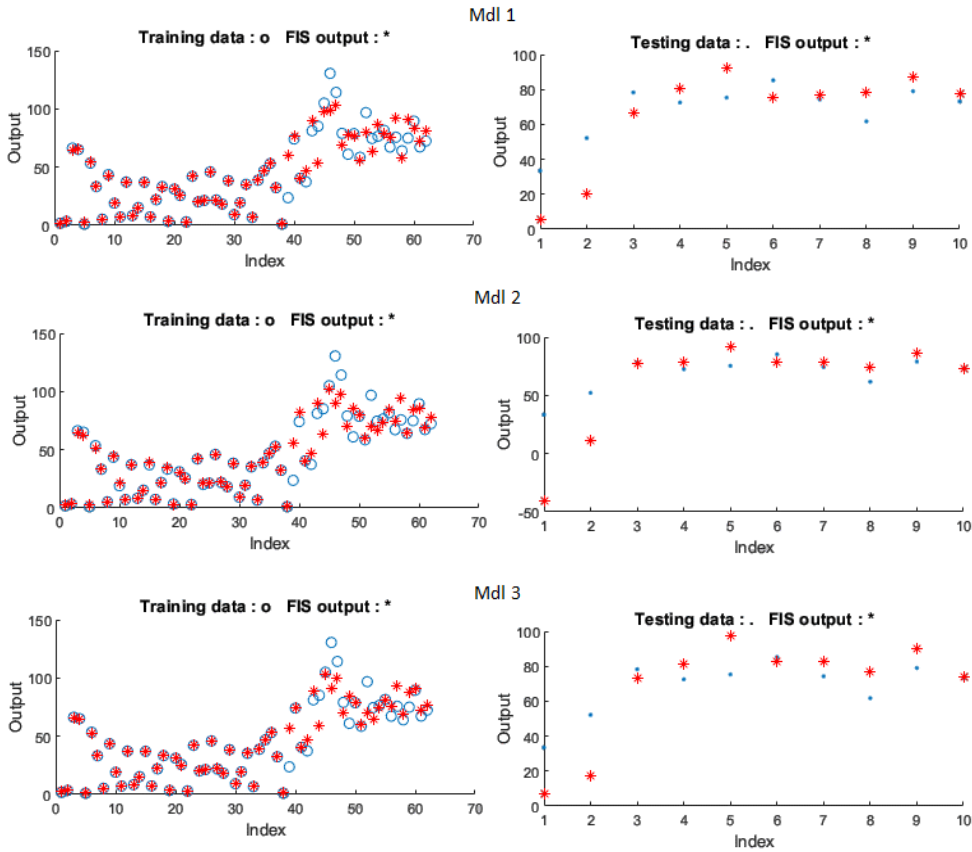 Mdl 1
Training data : o FIS output : *
150
100
50
0
Output
0 10 20 30 40 50 60 70
Index
Testing data : . FIS output : *
100
80
60
40
20
0
Output
1 2 3 4 5 6 7 8 9 10
Index
Mdl 2
Training data : o FIS output : *
150
100
50
0
Output
0 10 20 30 40 50 60 70
Index
Testing data : . FIS output : *
100
50
0
-50
Output
1 2 3 4 5 6 7 8 9 10
Index
Mdl 3
Training data : o FIS output : *
150
100
50
0
Output
0 10 20 30 40 50 60 70
Index
Testing data : . FIS output : *
100
80
60
40
20
0
Output
1 2 3 4 5 6 7 8 9 10
Index